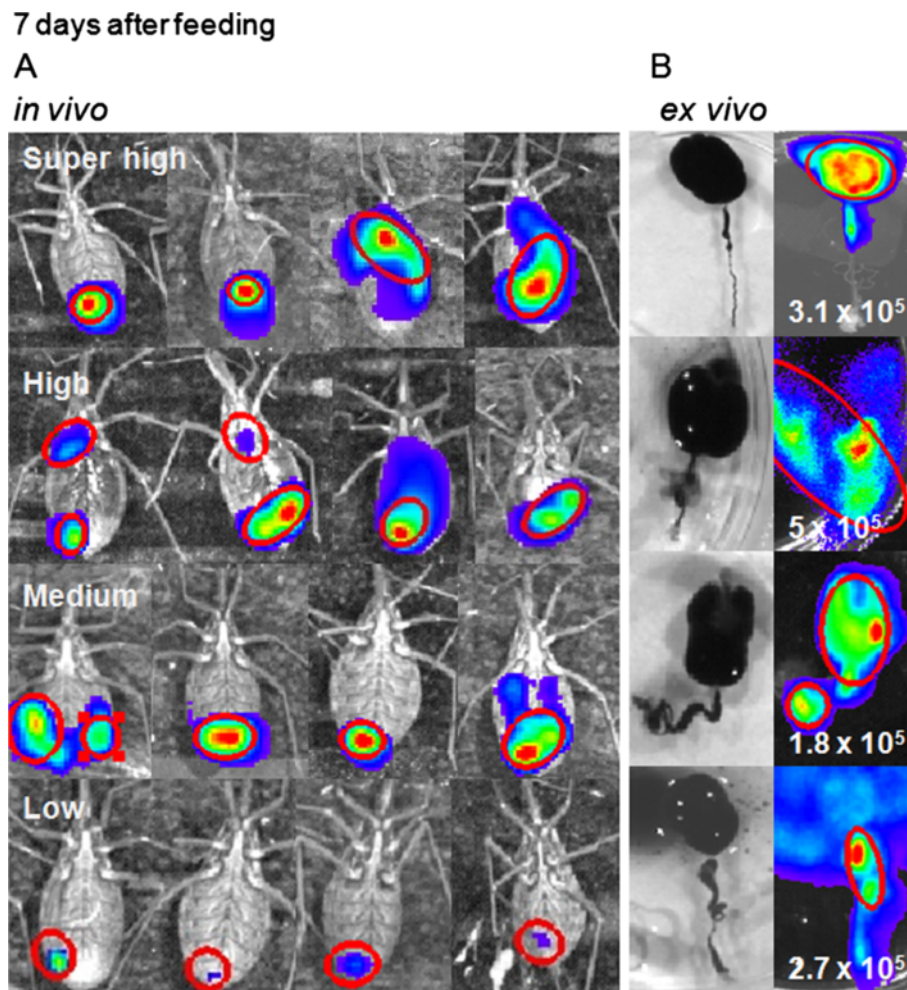 7 days after feeding
A
in vivo
B
ex vivo
Super high
3.1 x 10⁵
High
5 x 10⁵
Medium
1.8 x 10⁵
Low
2.7 x 10⁵